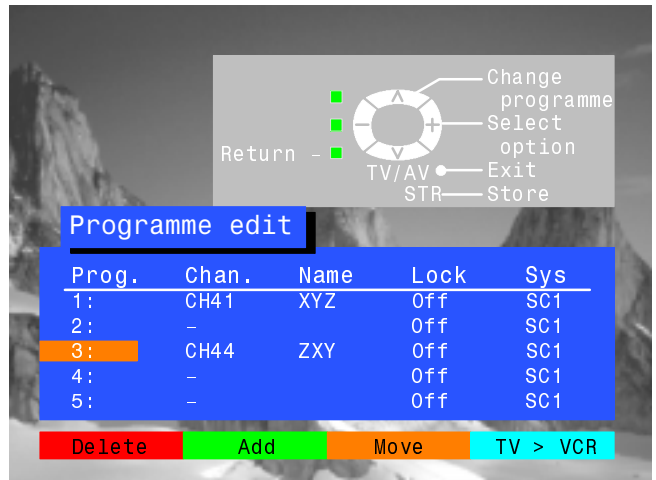 Change
programme
Select
option
Return –
TV/AV
Exit
STR
Store
Programme edit
Prog. Chan. Name Lock Sys
1: CH41 XYZ Off SC1
2: – Off SC1
3: CH44 ZXY Off SC1
4: – Off SC1
5: – Off SC1
Delete Add Move TV > VCR